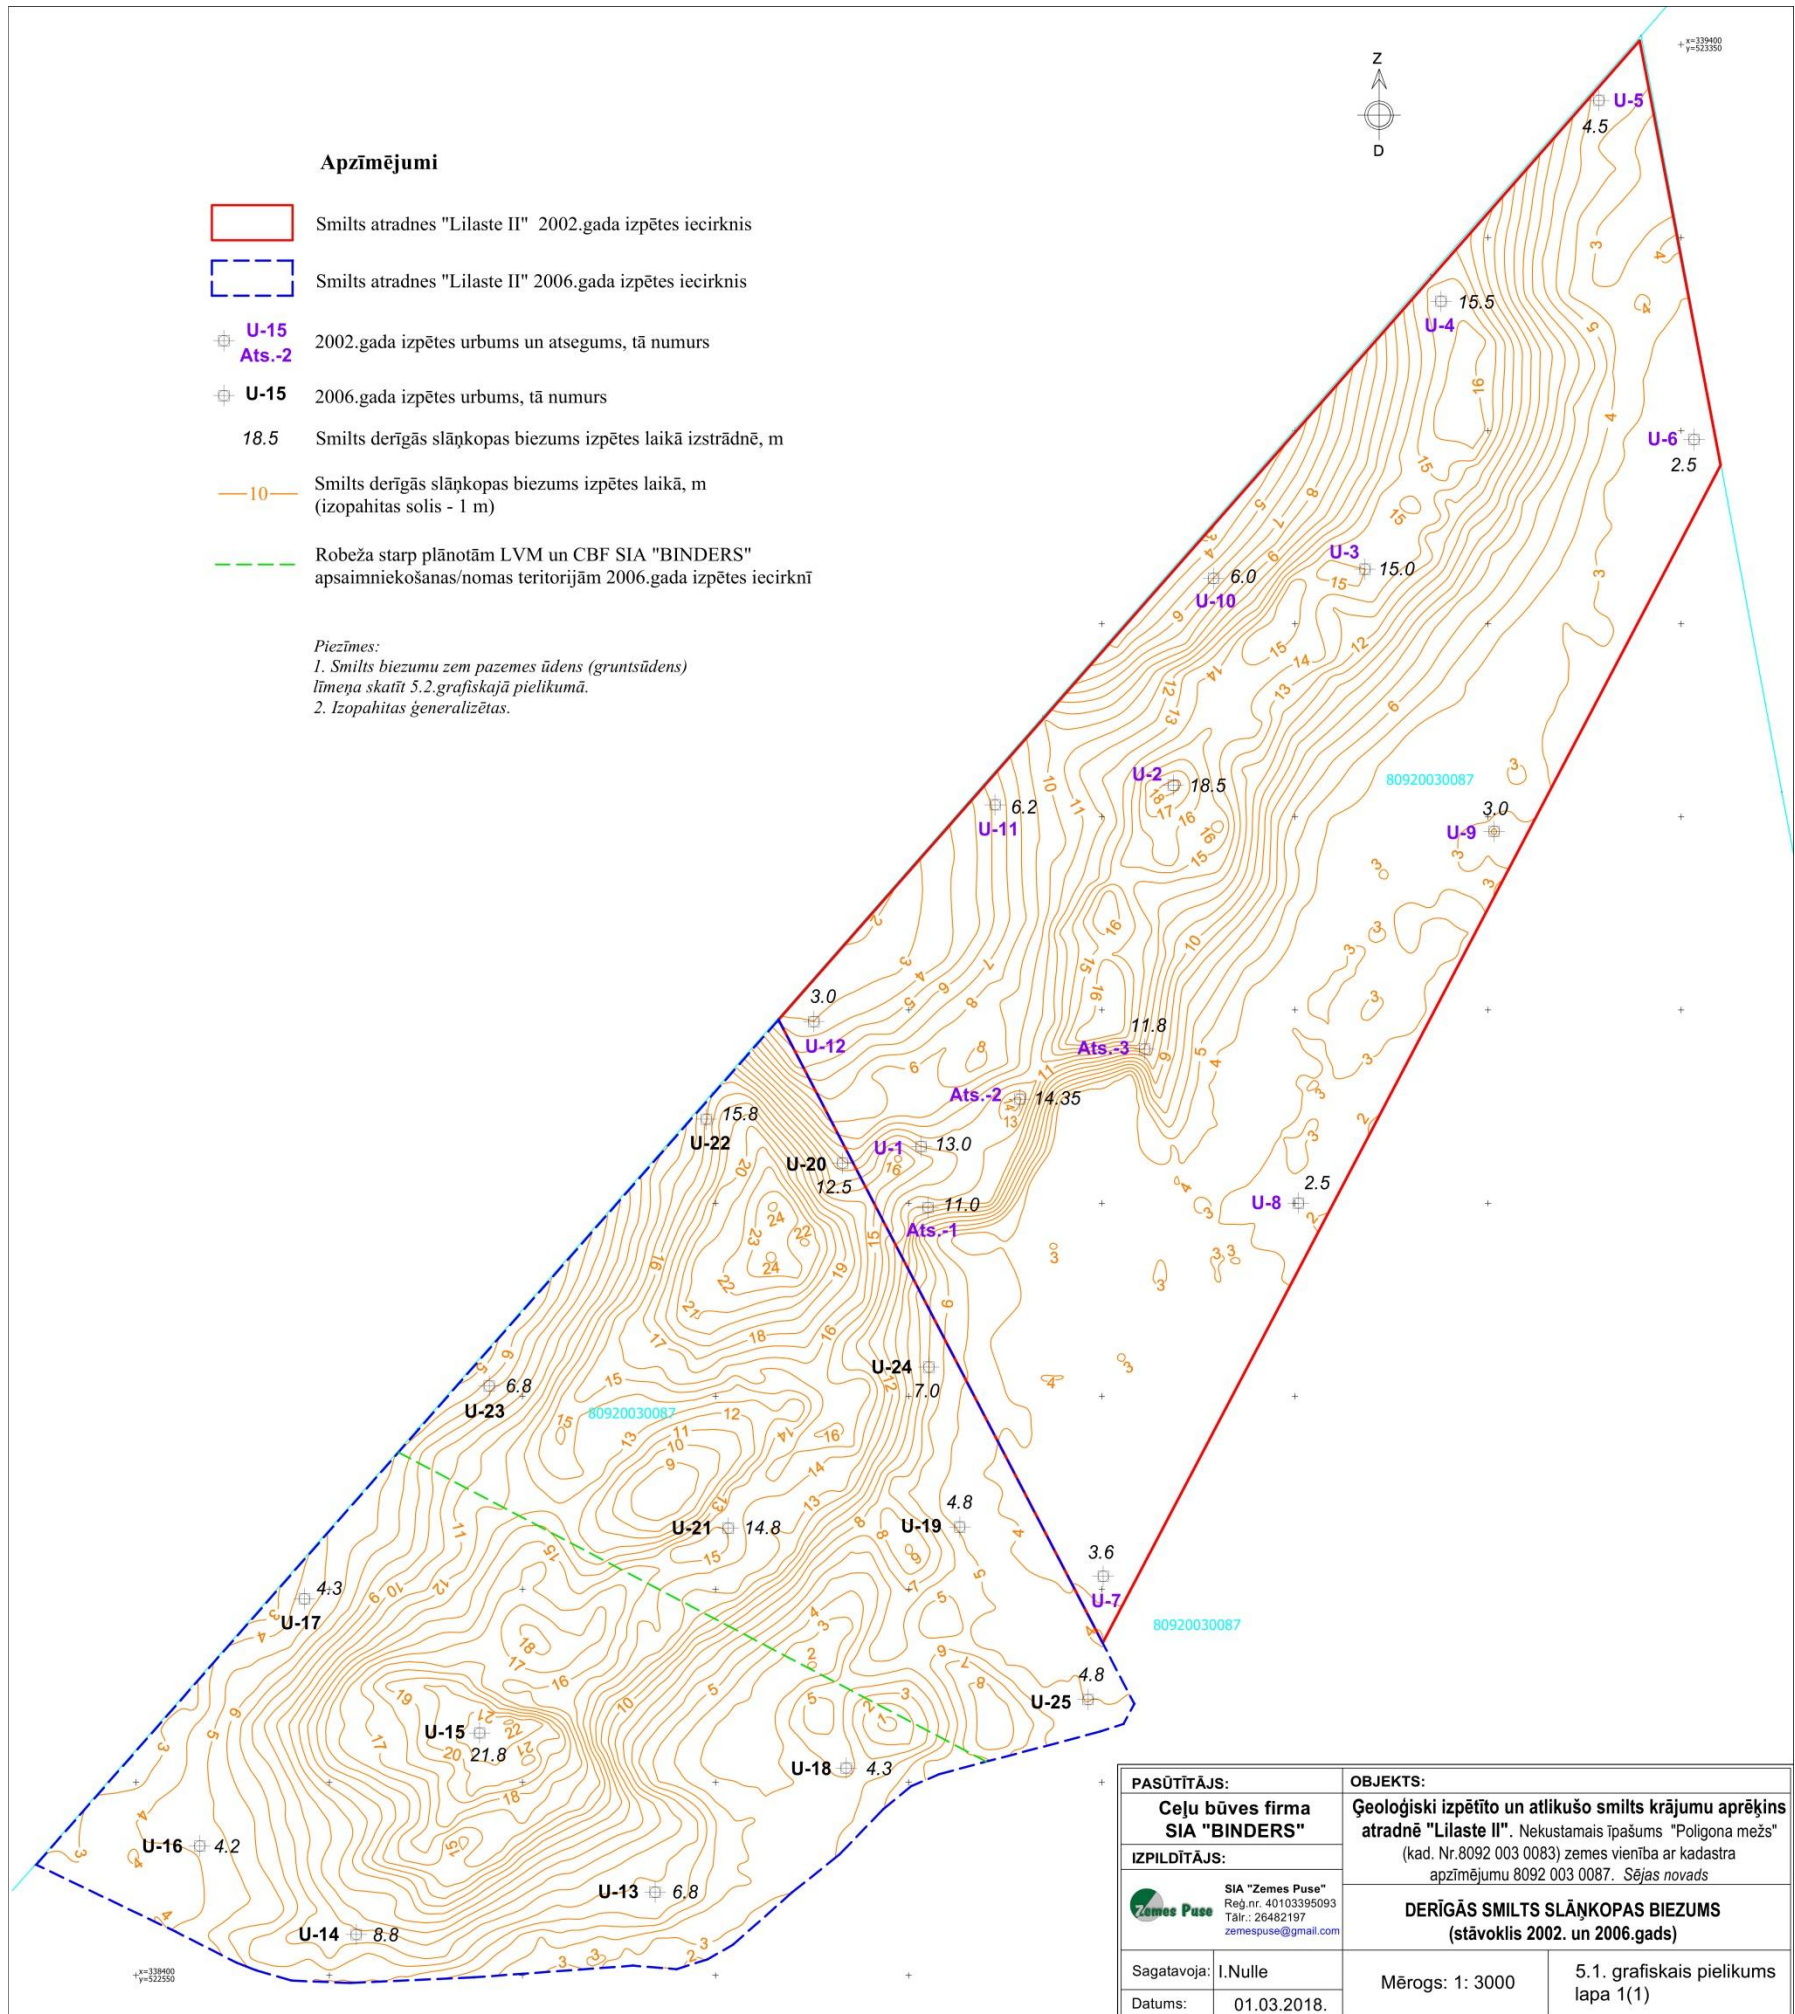 x=339400
y=523350
Z
D
Apzīmējumi
Smilts atradnes "Lilaste II" 2002.gada izpētes iecirknis
Smilts atradnes "Lilaste II" 2006.gada izpētes iecirknis
U-15
Ats.-2
2002.gada izpētes urbums un atsegums, tā numurs
U-15
2006.gada izpētes urbums, tā numurs
18.5
Smilts derīgās slāņkopas biezums izpētes laikā izstrādnē, m
10
Smilts derīgās slāņkopas biezums izpētes laikā, m
(izopahitas solis - 1 m)
Robeža starp plānotām LVM un CBF SIA "BINDERS"
apsaimniekošanas/nomas teritorijām 2006.gada izpētes iecirknī
Piezīmes:
1. Smilts biezumu zem pazemes ūdens (gruntsūdens)
līmeņa skatīt 5.2.grafiskajā pielikumā.
2. Izopahitas ģeneralizētas.
U-5
4.5
15.5
U-4
U-6
2.5
U-3
15.0
6.0
U-10
U-2
18.5
80920030087
6.2
U-11
3.0
U-9
3.0
U-12
11.8
Ats.-3
Ats.-2
14.35
15.8
U-22
U-1
13.0
U-20
12.5
11.0
Ats.-1
2.5
U-8
U-24
7.0
6.8
U-23
80920030087
U-21
14.8
4.8
U-19
3.6
U-7
4.3
U-17
80920030087
4.8
U-25
U-15
21.8
U-18
4.3
U-16
4.2
U-13
6.8
U-14
8.8
x=338400
y=522550
PASŪTĪTĀJS:
Ceļu būves firma
SIA "BINDERS"
IZPILDĪTĀJS:
Zemes Puse
SIA "Zemes Puse"
Reģ.nr. 40103395093
Tālr.: 26482197
zemespuse@gmail.com
Sagatavoja: I.Nulle
Datums: 01.03.2018.
OBJEKTS:
Ģeoloģiski izpētīto un atlikušo smilts krājumu aprēķins
atradnē "Lilaste II". Nekustamais īpašums "Poligona mežs"
(kad. Nr.8092 003 0083) zemes vienība ar kadastra
apzīmējumu 8092 003 0087. Sējas novads
DERĪGĀS SMILTS SLĀŅKOPAS BIEZUMS
(stāvoklis 2002. un 2006.gads)
Mērogs: 1: 3000
5.1. grafiskais pielikums
lapa 1(1)